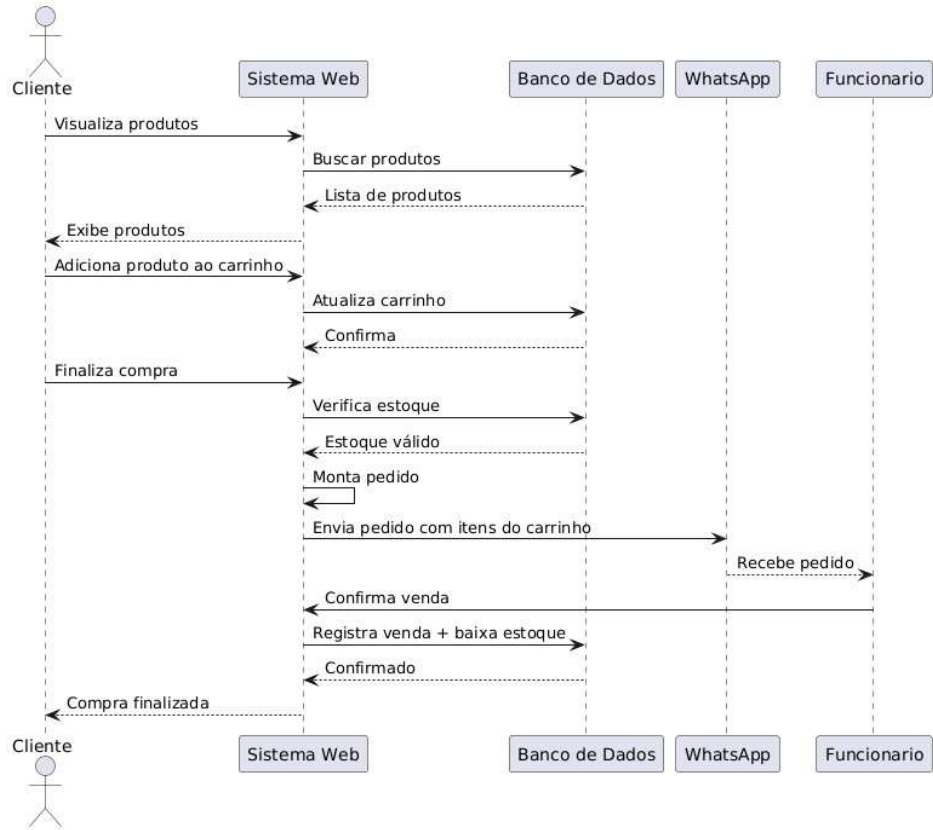 Cliente
Sistema Web
Banco de Dados
WhatsApp
Funcionario
Visualiza produtos
Buscar produtos
Lista de produtos
Exibe produtos
Adiciona produto ao carrinho
Atualiza carrinho
Confirma
Finaliza compra
Verifica estoque
Estoque válido
Monta pedido
Envia pedido com itens do carrinho
Recebe pedido
Confirma venda
Registra venda + baixa estoque
Confirmado
Compra finalizada
Cliente
Sistema Web
Banco de Dados
WhatsApp
Funcionario